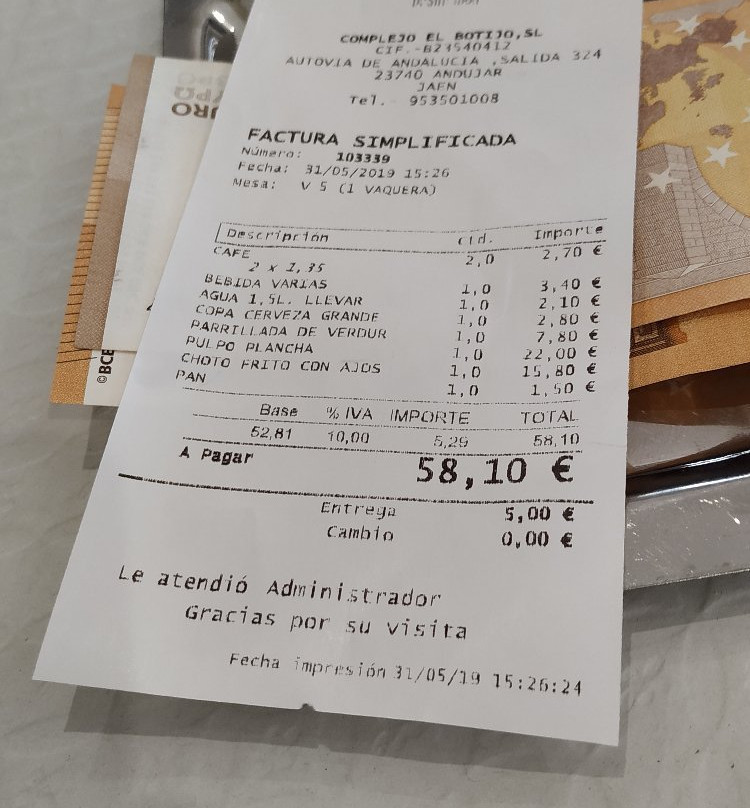 COMPLEJO EL BOTIJO,SL
CIF.-B23540412
AUTOVIA DE ANDALUCIA ,SALIDA 324
23740 ANDUJAR
JAEN
Tel. 953501008
FACTURA SIMPLIFICADA
Número: 103339
Fecha: 31/05/2019 15:26
Mesa: V 5 (1 VAQUERA)
Descripción Ctd. Importe
CAFE 2,0 2,70 €
2 x 1,35
BEBIDA VARIAS 1,0 3,40 €
AGUA 1,5L. LLEVAR 1,0 2,10 €
COPA CERVEZA GRANDE 1,0 2,80 €
PARRILLADA DE VERDUR 1,0 7,80 €
PULPO PLANCHA 1,0 22,00 €
CHOTO FRITO CON AJOS 1,0 15,80 €
PAN 1,0 1,50 €
Base % IVA IMPORTE TOTAL
52,81 10,00 5,29 58,10
A Pagar 58,10 €
Entrega 5,00 €
Cambio 0,00 €
Le atendió Administrador
Gracias por su visita
Fecha impresión 31/05/19 15:26:24
©BCE